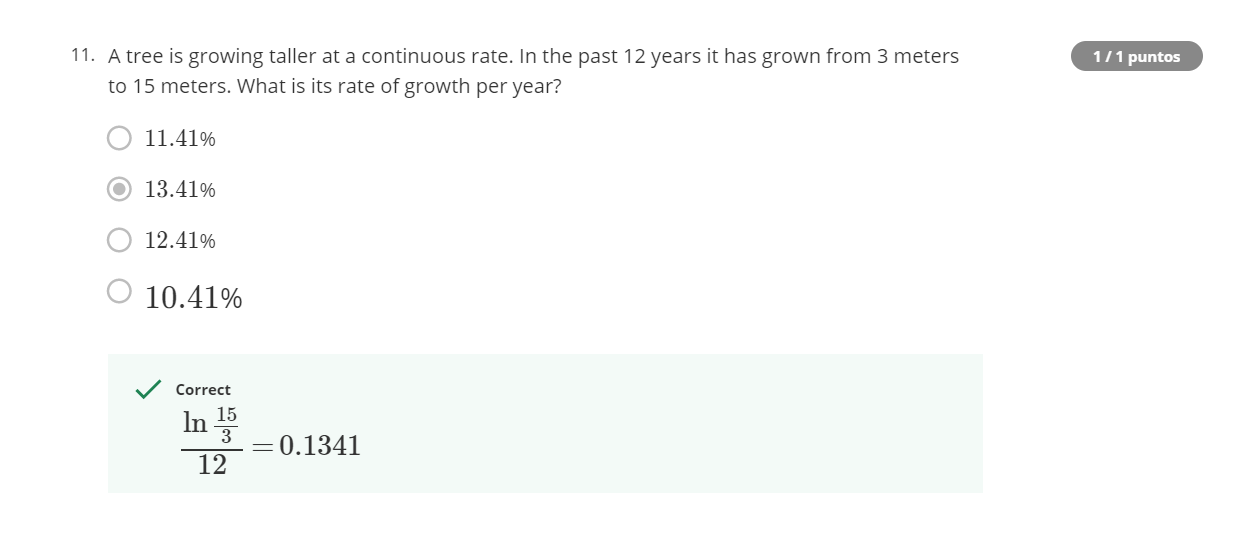 11. A tree is growing taller at a continuous rate. In the past 12 years it has grown from 3 meters
to 15 meters. What is its rate of growth per year?
1 / 1 puntos
11.41%
13.41%
12.41%
10.41%
Correct
ln 15/3
= 0.1341
12